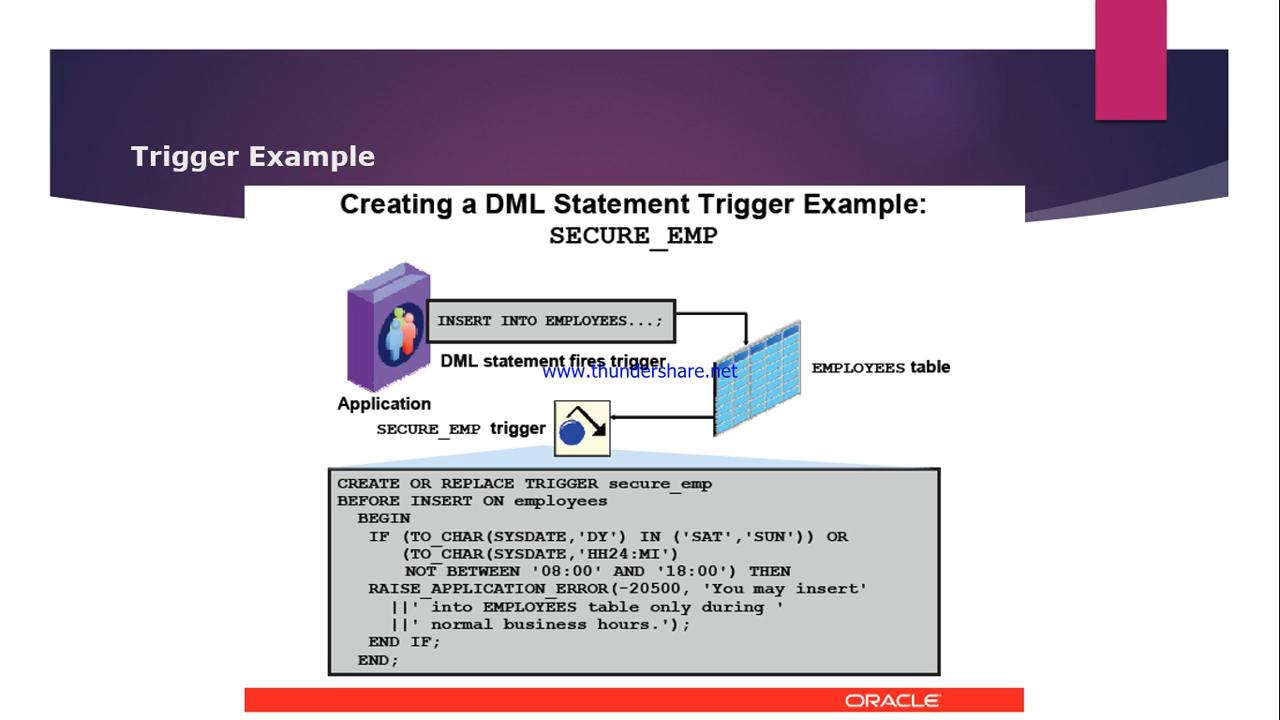 Trigger Example
Creating a DML Statement Trigger Example:
SECURE_EMP
INSERT INTO EMPLOYEES...;
DML statement fires trigger
www.thundershare.net
EMPLOYEES table
Application
SECURE_EMP trigger
CREATE OR REPLACE TRIGGER secure_emp
BEFORE INSERT ON employees
BEGIN
IF (TO_CHAR(SYSDATE,'DY') IN ('SAT','SUN')) OR
(TO_CHAR(SYSDATE,'HH24:MI')
NOT BETWEEN '08:00' AND '18:00') THEN
RAISE_APPLICATION_ERROR(-20500, 'You may insert'
||' into EMPLOYEES table only during '
||' normal business hours.');
END IF;
END;
ORACLE